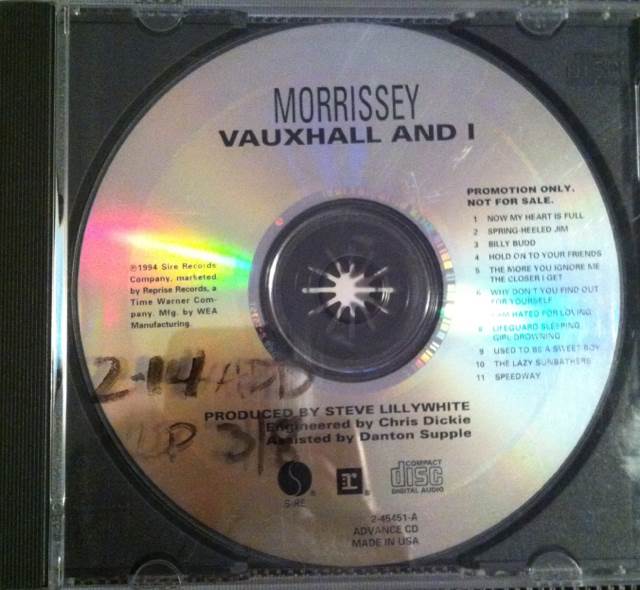 MORRISSEY
VAUXHALL AND I
PROMOTION ONLY.
NOT FOR SALE.
1 NOW MY HEART IS FULL
2 SPRING-HEELED JIM
3 BILLY BUDD
4 HOLD ON TO YOUR FRIENDS
5 THE MORE YOU IGNORE ME
THE CLOSER I GET
6 WHY DON'T YOU FIND OUT
FOR YOURSELF
I AM HATED FOR LOVING
8 LIFEGUARD SLEEPING,
GIRL DROWNING
9 USED TO BE A SWEET BOY
10 THE LAZY SUNBATHERS
11 SPEEDWAY
℗1994 Sire Records
Company, marketed
by Reprise Records, a
Time Warner Com-
pany. Mfg. by WEA
Manufacturing.
2-14 ADD
PRODUCED BY STEVE LILLYWHITE
Engineered by Chris Dickie
Assisted by Danton Supple
SIRE
r
COMPACT
disc
DIGITAL AUDIO
2-45451-A
ADVANCE CD
MADE IN USA